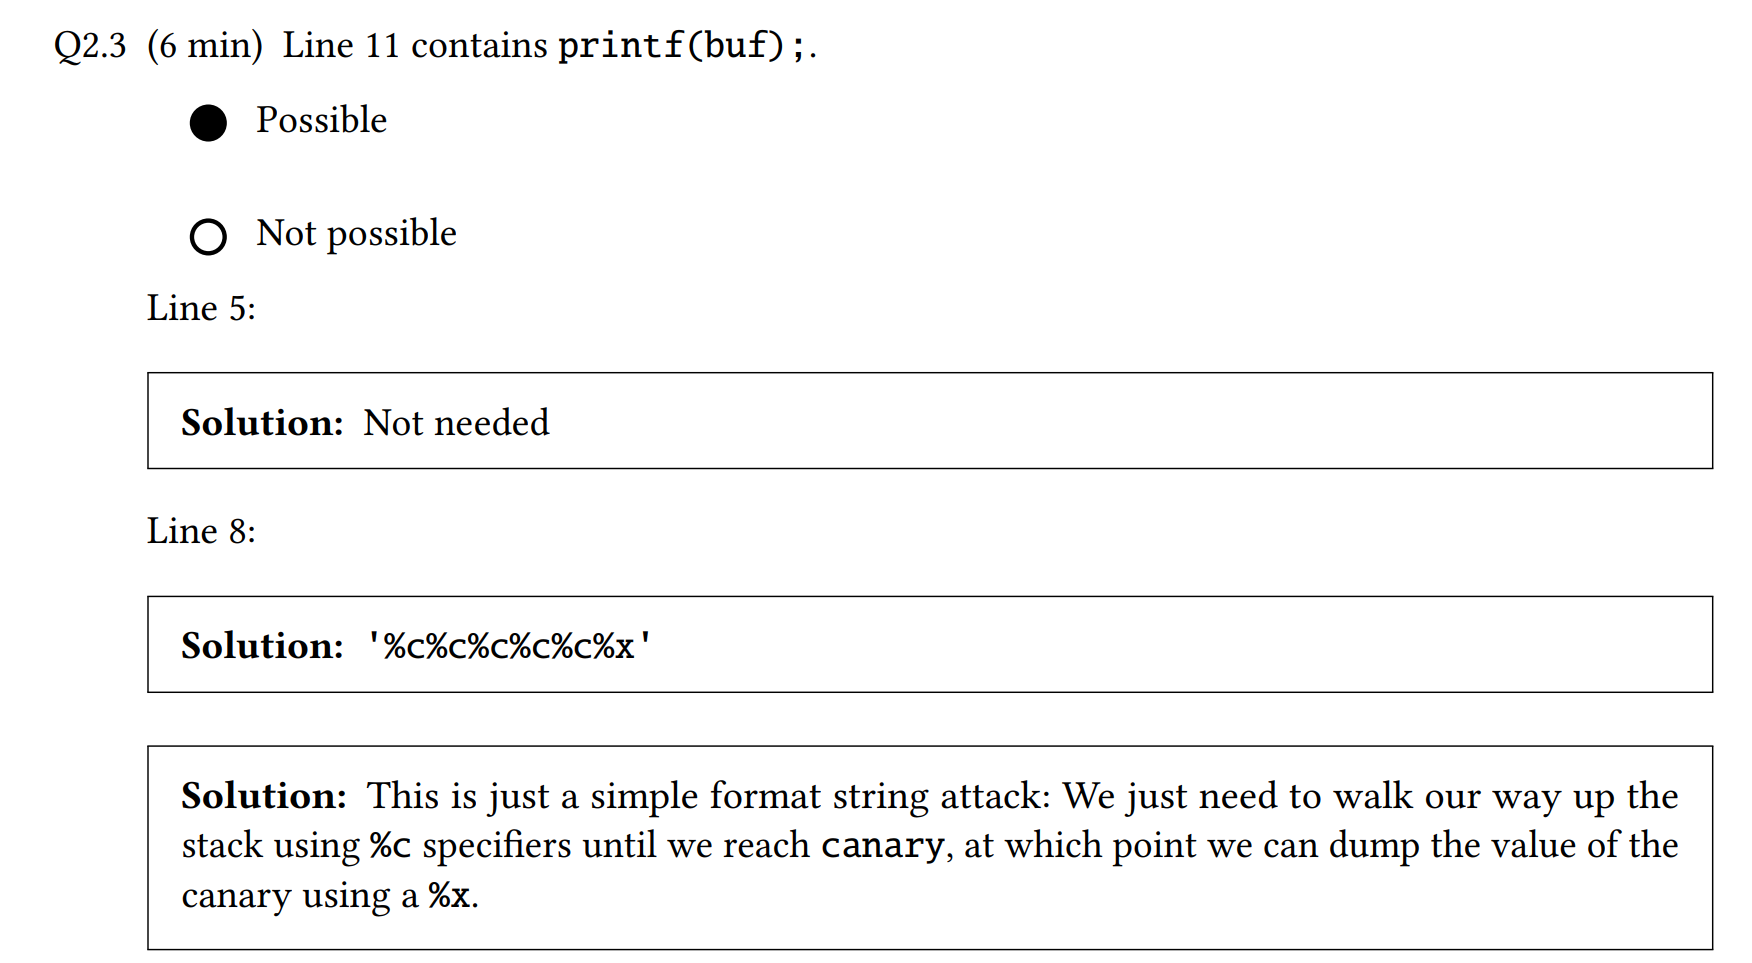 Q2.3 (6 min) Line 11 contains printf(buf);.
Possible
Not possible
Line 5:
Solution: Not needed
Line 8:
Solution: '%c%c%c%c%c%x'
Solution: This is just a simple format string attack: We just need to walk our way up the
stack using %c specifiers until we reach canary, at which point we can dump the value of the
canary using a %x.